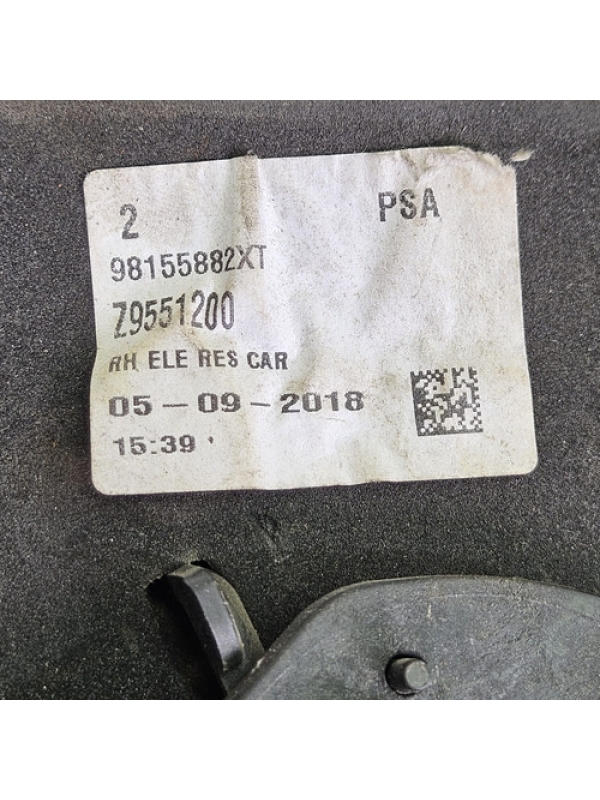 2 PSA
98155882XT
Z9551200
RH ELE RES CAR
05-09-2018
15:39